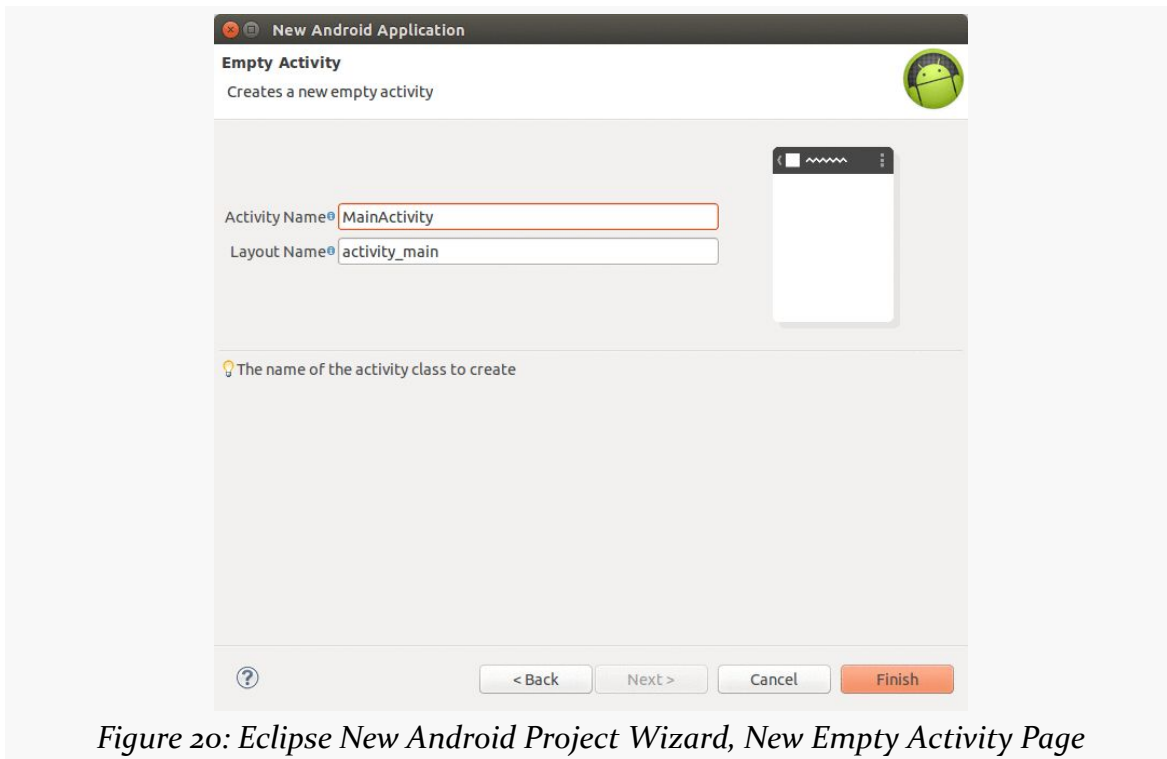 New Android Application
Empty Activity
Creates a new empty activity
Activity Name MainActivity
Layout Name activity_main
The name of the activity class to create
?
< Back Next > Cancel Finish
Figure 20: Eclipse New Android Project Wizard, New Empty Activity Page